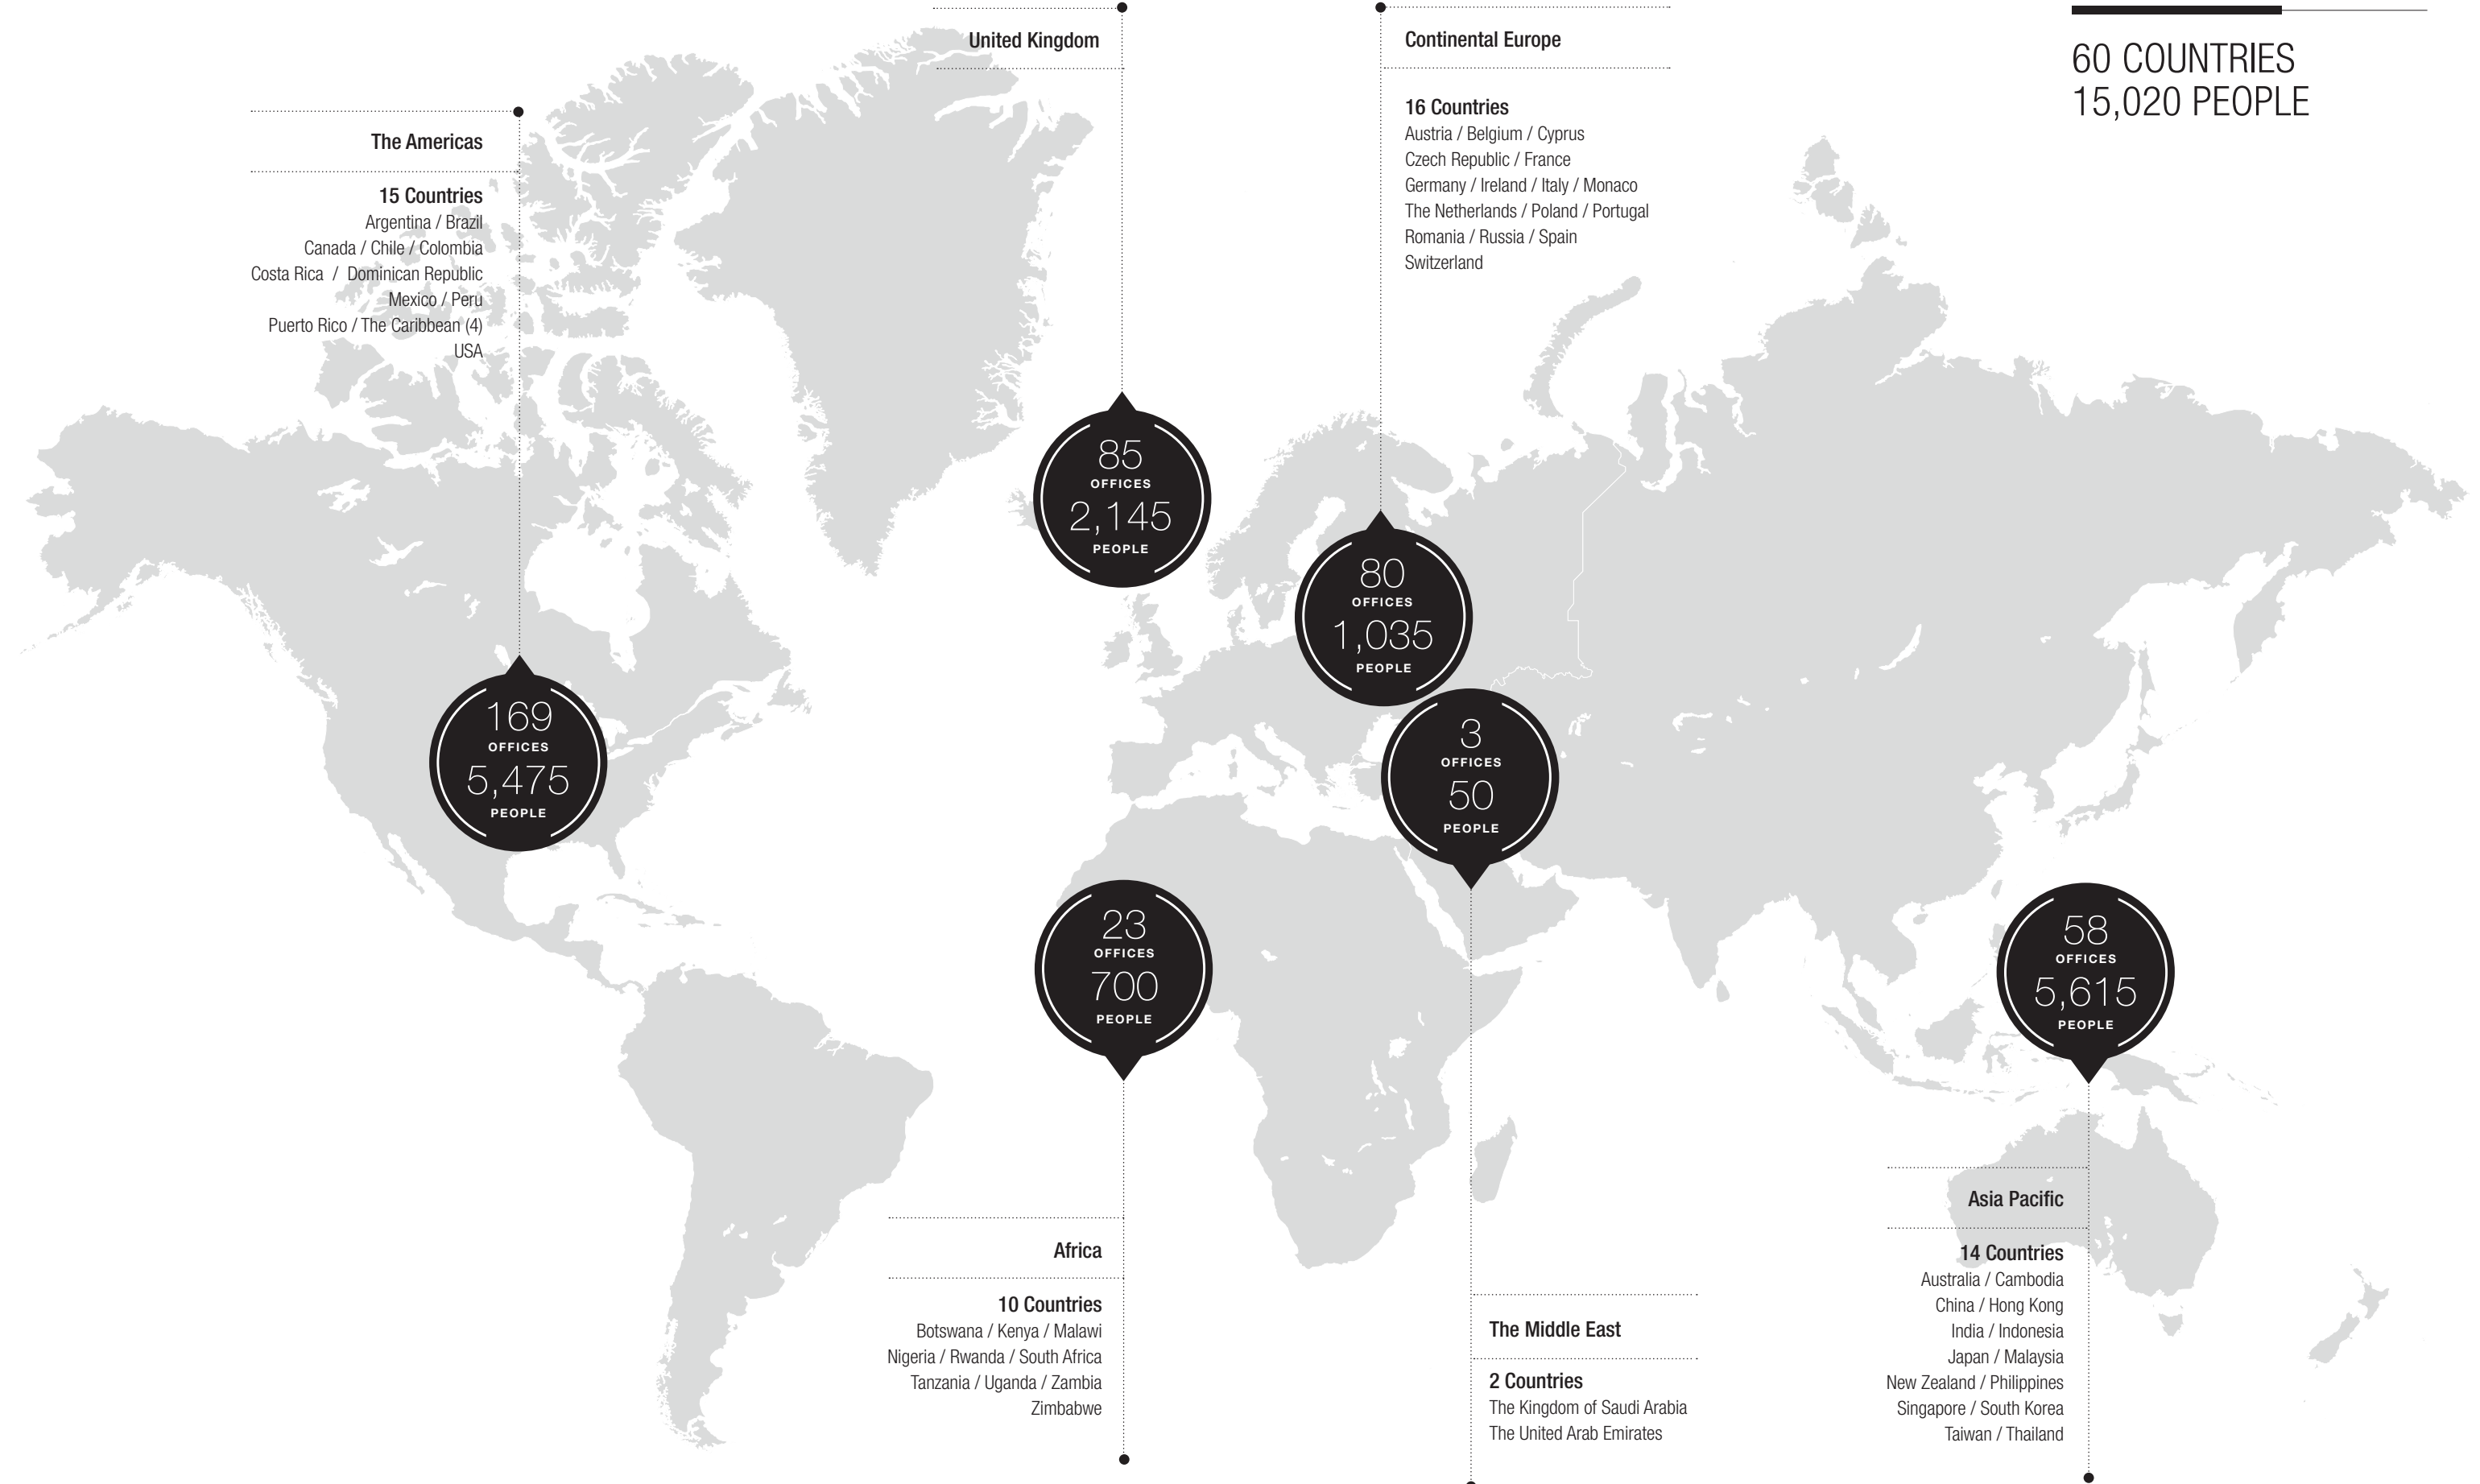 60 COUNTRIES
15,020 PEOPLE
The Americas
15 Countries
Argentina / Brazil
Canada / Chile / Colombia
Costa Rica / Dominican Republic
Mexico / Peru
Puerto Rico / The Caribbean (4)
USA
169
OFFICES
5,475
PEOPLE
United Kingdom
85
OFFICES
2,145
PEOPLE
Continental Europe
16 Countries
Austria / Belgium / Cyprus
Czech Republic / France
Germany / Ireland / Italy / Monaco
The Netherlands / Poland / Portugal
Romania / Russia / Spain
Switzerland
80
OFFICES
1,035
PEOPLE
3
OFFICES
50
PEOPLE
The Middle East
2 Countries
The Kingdom of Saudi Arabia
The United Arab Emirates
23
OFFICES
700
PEOPLE
Africa
10 Countries
Botswana / Kenya / Malawi
Nigeria / Rwanda / South Africa
Tanzania / Uganda / Zambia
Zimbabwe
58
OFFICES
5,615
PEOPLE
Asia Pacific
14 Countries
Australia / Cambodia
China / Hong Kong
India / Indonesia
Japan / Malaysia
New Zealand / Philippines
Singapore / South Korea
Taiwan / Thailand